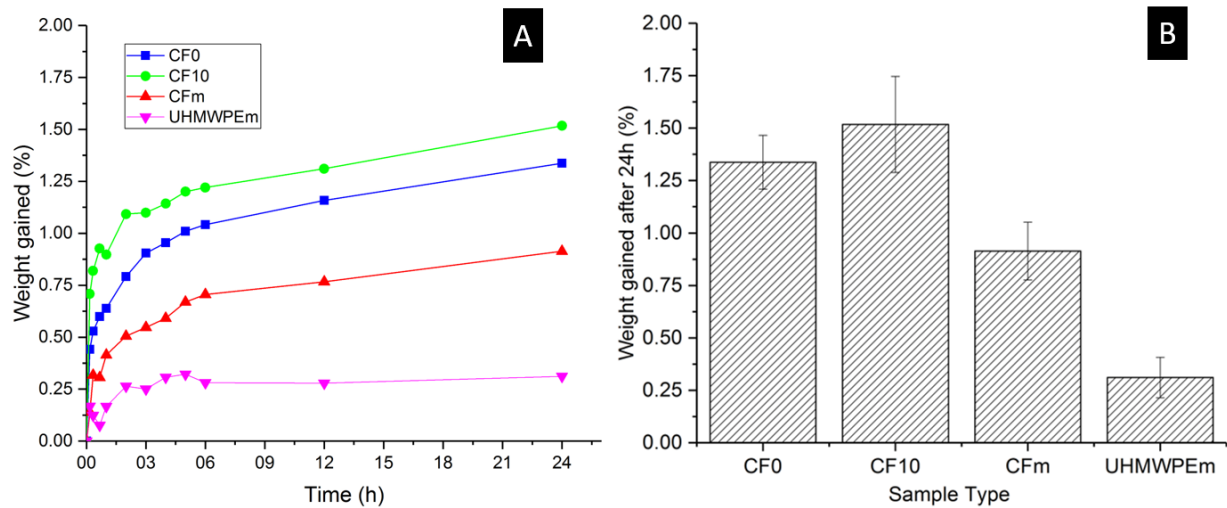 A
2.00
1.75
1.50
1.25
1.00
0.75
0.50
0.25
0.00
Weight gained (%)
CF0
CF10
CFm
UHMWPEm
00 03 06 09 12 15 18 21 24
Time (h)
B
2.00
1.75
1.50
1.25
1.00
0.75
0.50
0.25
0.00
Weight gained after 24h (%)
CF0 CF10 CFm UHMWPEm
Sample Type